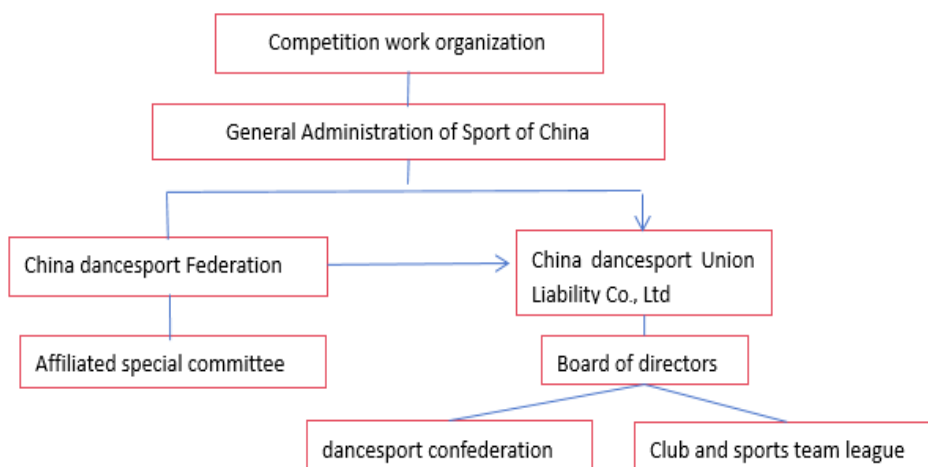 Competition work organization
General Administration of Sport of China
China dancesport Federation
China dancesport Union
Liability Co., Ltd
Affiliated special committee
Board of directors
dancesport confederation
Club and sports team league